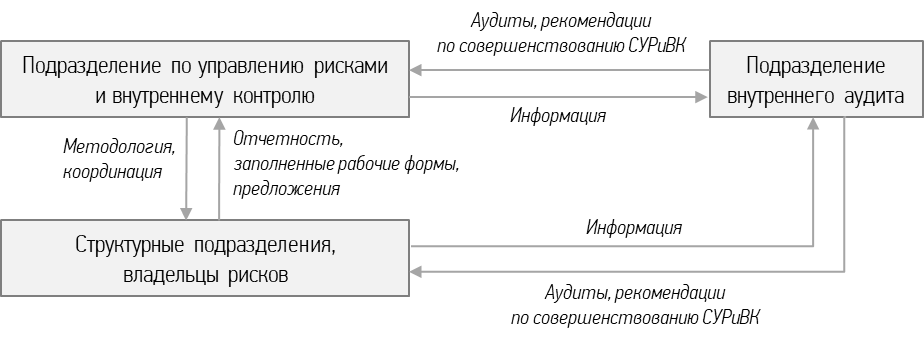 Аудиты, рекомендации
по совершенствованию СУРиВК
Подразделение по управлению рисками
и внутреннему контролю
Подразделение
внутреннего аудита
Информация
Методология,
координация
Отчетность,
заполненные рабочие формы,
предложения
Структурные подразделения,
владельцы рисков
Информация
Аудиты, рекомендации
по совершенствованию СУРиВК